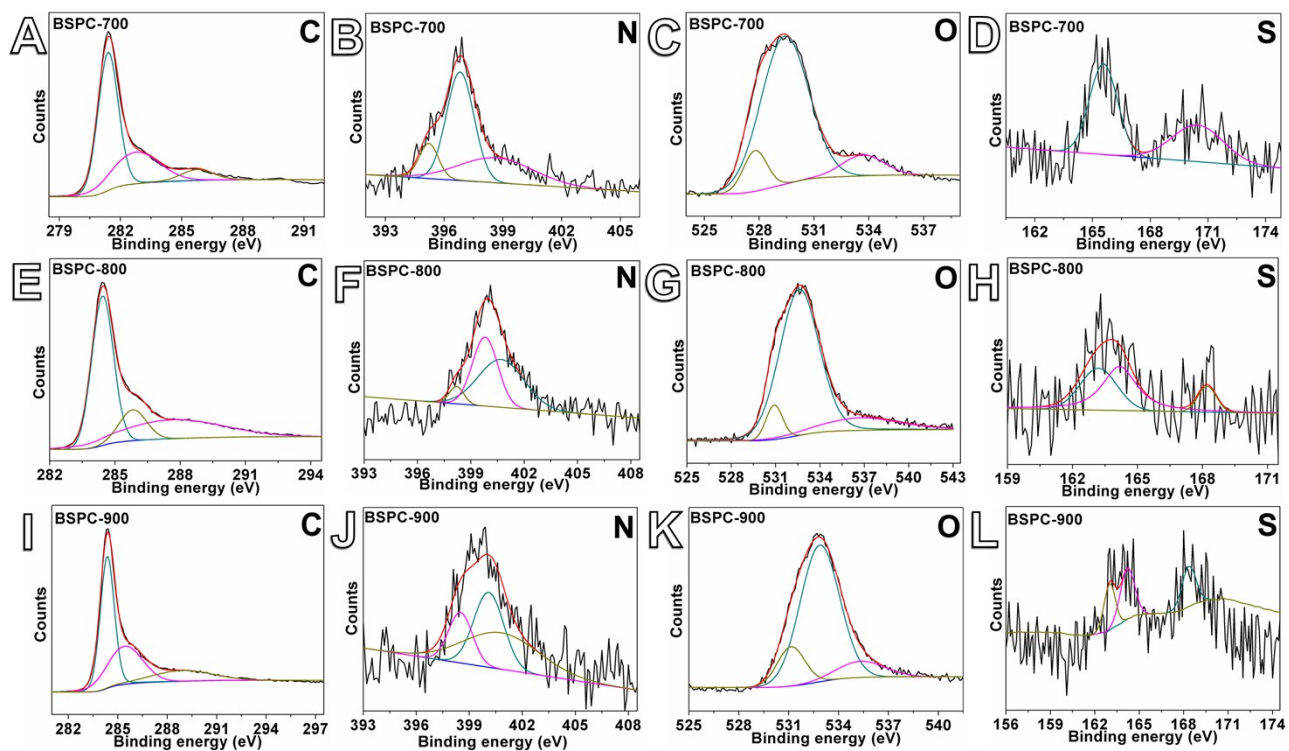 A BSPC-700 C
Counts
279 282 285 288 291
Binding energy (eV)
B BSPC-700 N
393 396 399 402 405
Binding energy (eV)
C BSPC-700 O
Counts
525 528 531 534 537
Binding energy (eV)
D BSPC-700 S
Counts
162 165 168 171 174
Binding energy (eV)
E BSPC-800 C
Counts
282 285 288 291 294
Binding energy (eV)
F BSPC-800 N
393 396 399 402 405 408
Binding energy (eV)
G BSPC-800 O
Counts
525 528 531 534 537 540 543
Binding energy (eV)
H BSPC-800 S
Counts
159 162 165 168 171
Binding energy (eV)
I BSPC-900 C
Counts
282 285 288 291 294 297
Binding energy (eV)
J BSPC-900 N
393 396 399 402 405 408
Binding energy (eV)
K BSPC-900 O
Counts
525 528 531 534 537 540
Binding energy (eV)
L BSPC-900 S
Counts
156 159 162 165 168 171 174
Binding energy (eV)